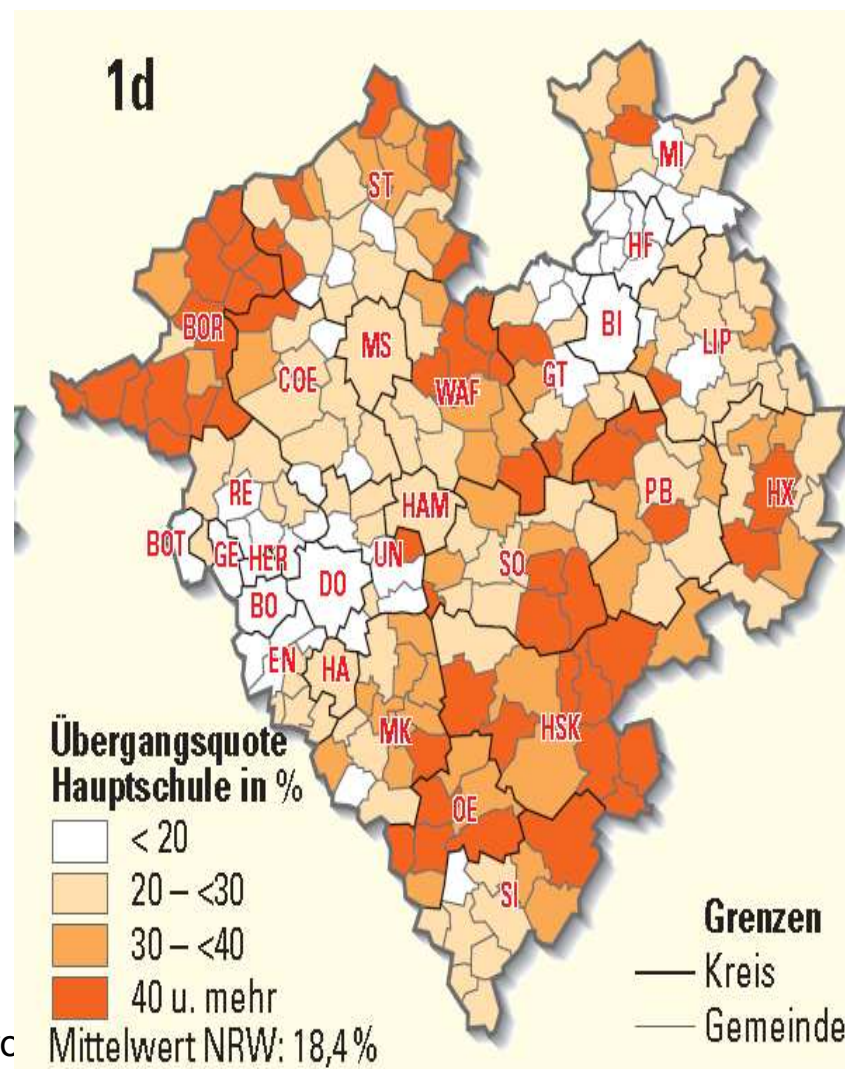 1d
MI
ST
HF
BOR
BI
MS
LIP
COE
GT
WAF
RE
HAM
PB
HX
BOT
GE
HER
UN
SO
DO
BO
EN
HA
MK
HSK
OE
SI
Übergangsquote
Hauptschule in %
< 20
20 – <30
30 – <40
40 u. mehr
Mittelwert NRW: 18,4%
Grenzen
Kreis
Gemeinde